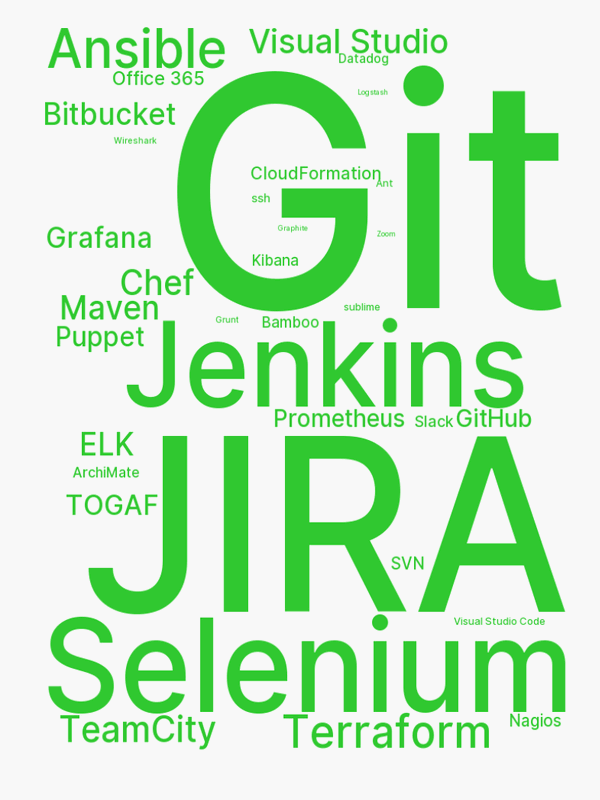 Ansible
Visual Studio
Datadog
Office 365
Logstash
Bitbucket
Wireshark
Git
CloudFormation
Ant
ssh
Graphite
Zoom
Grafana
Kibana
Chef
Maven
sublime
Grunt
Bamboo
Puppet
Jenkins
Prometheus
Slack
GitHub
ELK
ArchiMate
TOGAF
JIRA
SVN
Visual Studio Code
Selenium
TeamCity
Terraform
Nagios